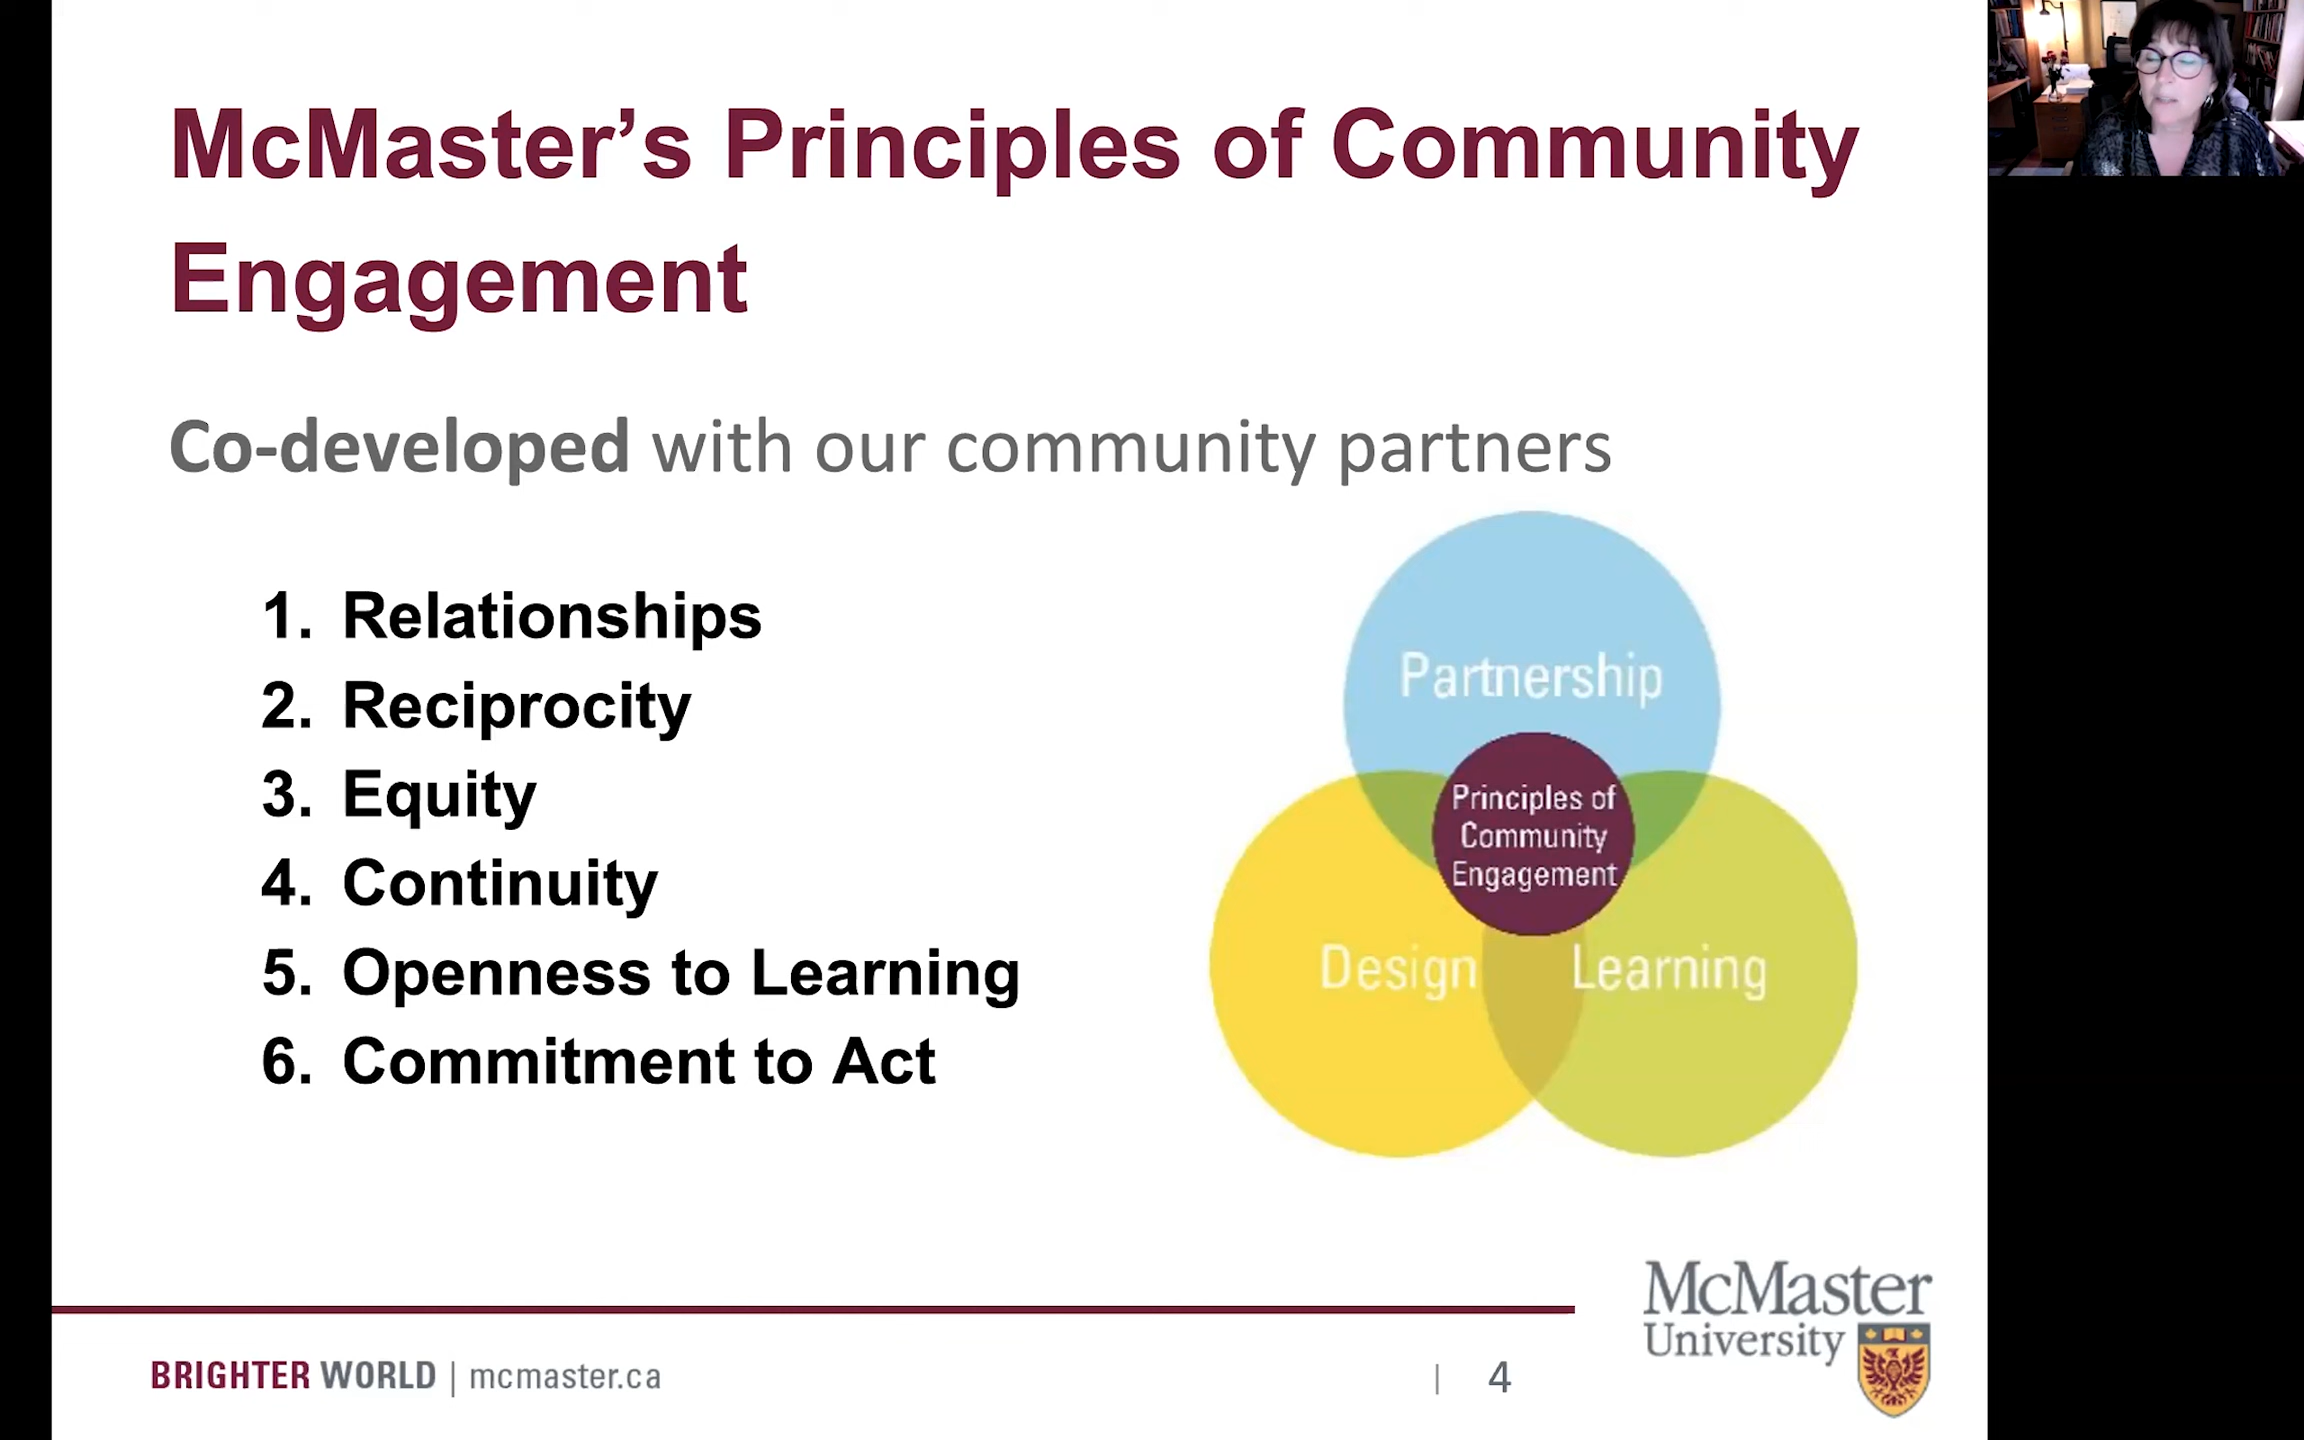 McMaster’s Principles of Community
Engagement
Co-developed with our community partners
1. Relationships
2. Reciprocity
3. Equity
4. Continuity
5. Openness to Learning
6. Commitment to Act
Partnership
Principles of
Community
Engagement
Design
Learning
BRIGHTER WORLD | mcmaster.ca
| 4
McMaster
University